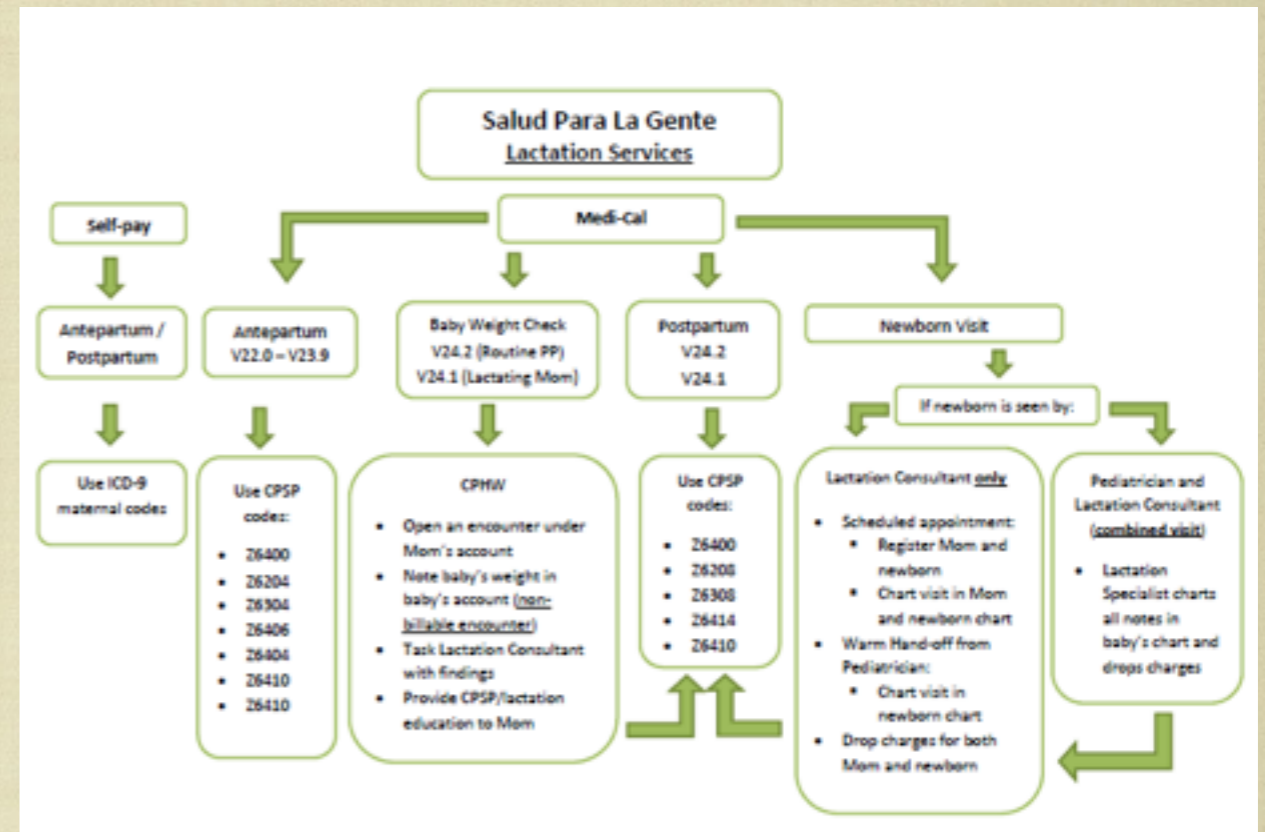 Salud Para La Gente
Lactation Services
Self-pay
Medi-Cal
Antepartum /
Postpartum
Antepartum
V22.0 – V23.9
Baby Weight Check
V24.2 (Routine PP)
V24.1 (Lactating Mom)
Postpartum
V24.2
V24.1
Newborn Visit
If newborn is seen by:
Use ICD-9
maternal codes
Use CPSP
codes:
• Z6400
• Z6204
• Z6304
• Z6406
• Z6404
• Z6410
• Z6410
CPHW
• Open an encounter under
Mom's account
• Note baby's weight in
baby's account (non-
billable encounter)
• Task Lactation Consultant
with findings
• Provide CPSP/lactation
education to Mom
Use CPSP
codes:
• Z6400
• Z6208
• Z6308
• Z6414
• Z6410
Lactation Consultant only
• Scheduled appointment:
▪ Register Mom and
newborn
▪ Chart visit in Mom
and newborn chart
• Warm Hand-off from
Pediatrician:
▪ Chart visit in
newborn chart
• Drop charges for both
Mom and newborn
Pediatrician and
Lactation Consultant
(combined visit)
• Lactation
Specialist charts
all notes in
baby's chart and
drops charges